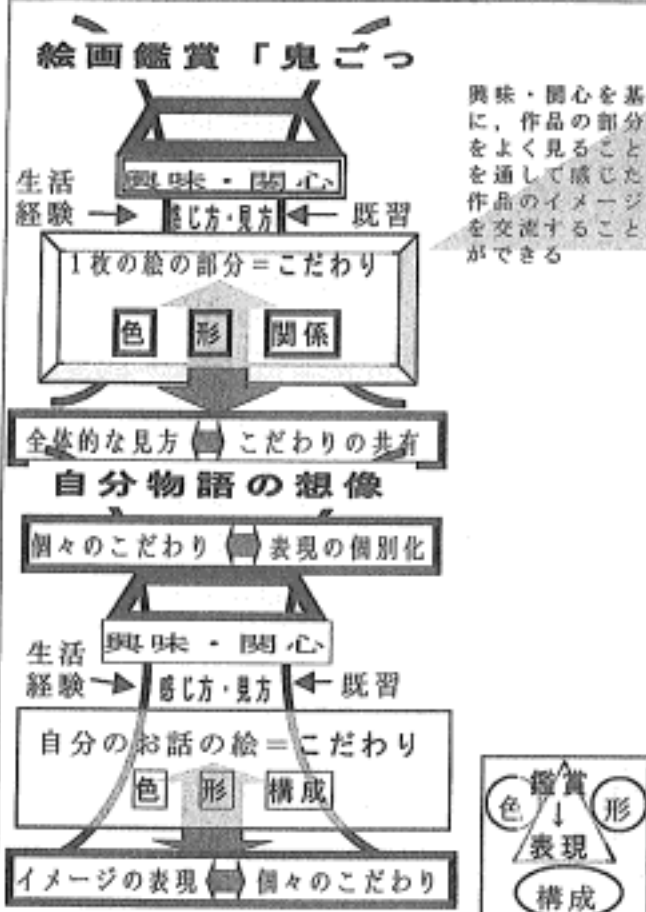 絵画鑑賞「鬼ごっ
興味・関心を基
に，作品の部分
をよく見ること
を通して感じた
作品のイメージ
を交流すること
ができる
興味・関心
生活
経験
感じ方・見方
既習
1枚の絵の部分＝こだわり
色 形 関係
全体的な見方 こだわりの共有
自分物語の想像
個々のこだわり 表現の個別化
興味・関心
生活
経験
感じ方・見方
既習
自分のお話の絵＝こだわり
色 形 構成
イメージの表現 個々のこだわり
鑑賞
色 形
表現
構成